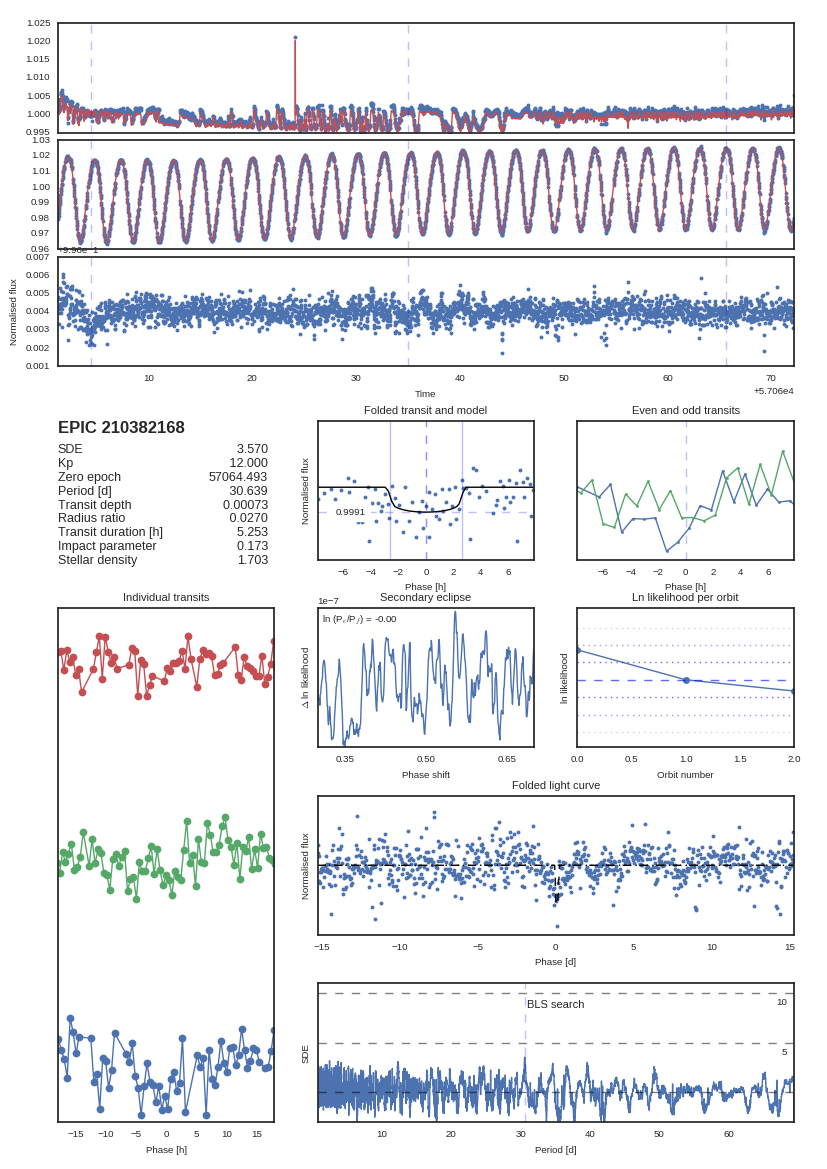 1.025
1.020
1.015
1.010
1.005
1.000
0.995
1.03
1.02
1.01
1.00
0.99
0.98
0.97
0.96
+9.96e−1
0.007
0.006
0.005
0.004
0.003
0.002
0.001
Normalised flux
10 20 30 40 50 60 70
Time
+5.706e4
EPIC 210382168
SDE 3.570
Kp 12.000
Zero epoch 57064.493
Period [d] 30.639
Transit depth 0.00073
Radius ratio 0.0270
Transit duration [h] 5.253
Impact parameter 0.173
Stellar density 1.703
Folded transit and model
Normalised flux
0.9991
−6 −4 −2 0 2 4 6
Phase [h]
Even and odd transits
−6 −4 −2 0 2 4 6
Phase [h]
Individual transits
−15 −10 −5 0 5 10 15
Phase [h]
Secondary eclipse
1e−7
ln (Pₑ/P𝒇) = -0.00
Δ ln likelihood
0.35 0.50 0.65
Phase shift
Ln likelihood per orbit
ln likelihood
0.0 0.5 1.0 1.5 2.0
Orbit number
Folded light curve
Normalised flux
−15 −10 −5 0 5 10 15
Phase [d]
BLS search
10
5
SDE
10 20 30 40 50 60
Period [d]